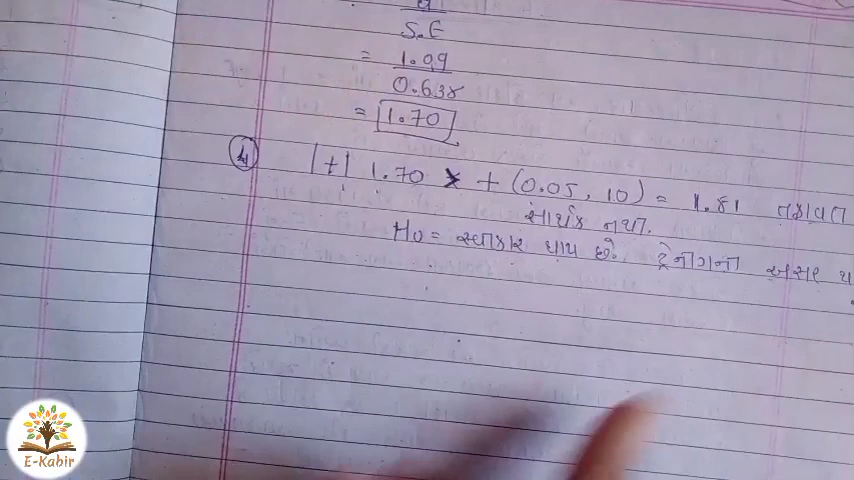 d
S.E
= 1.09
0.638
= 1.70
4 |t| 1.70 < t (0.05, 10) = 1.81 તફાવત
સાર્થક નથી.
H0 = સ્વીકાર થાય છે. ટ્રેનીંગની અસર થ
E-Kabir